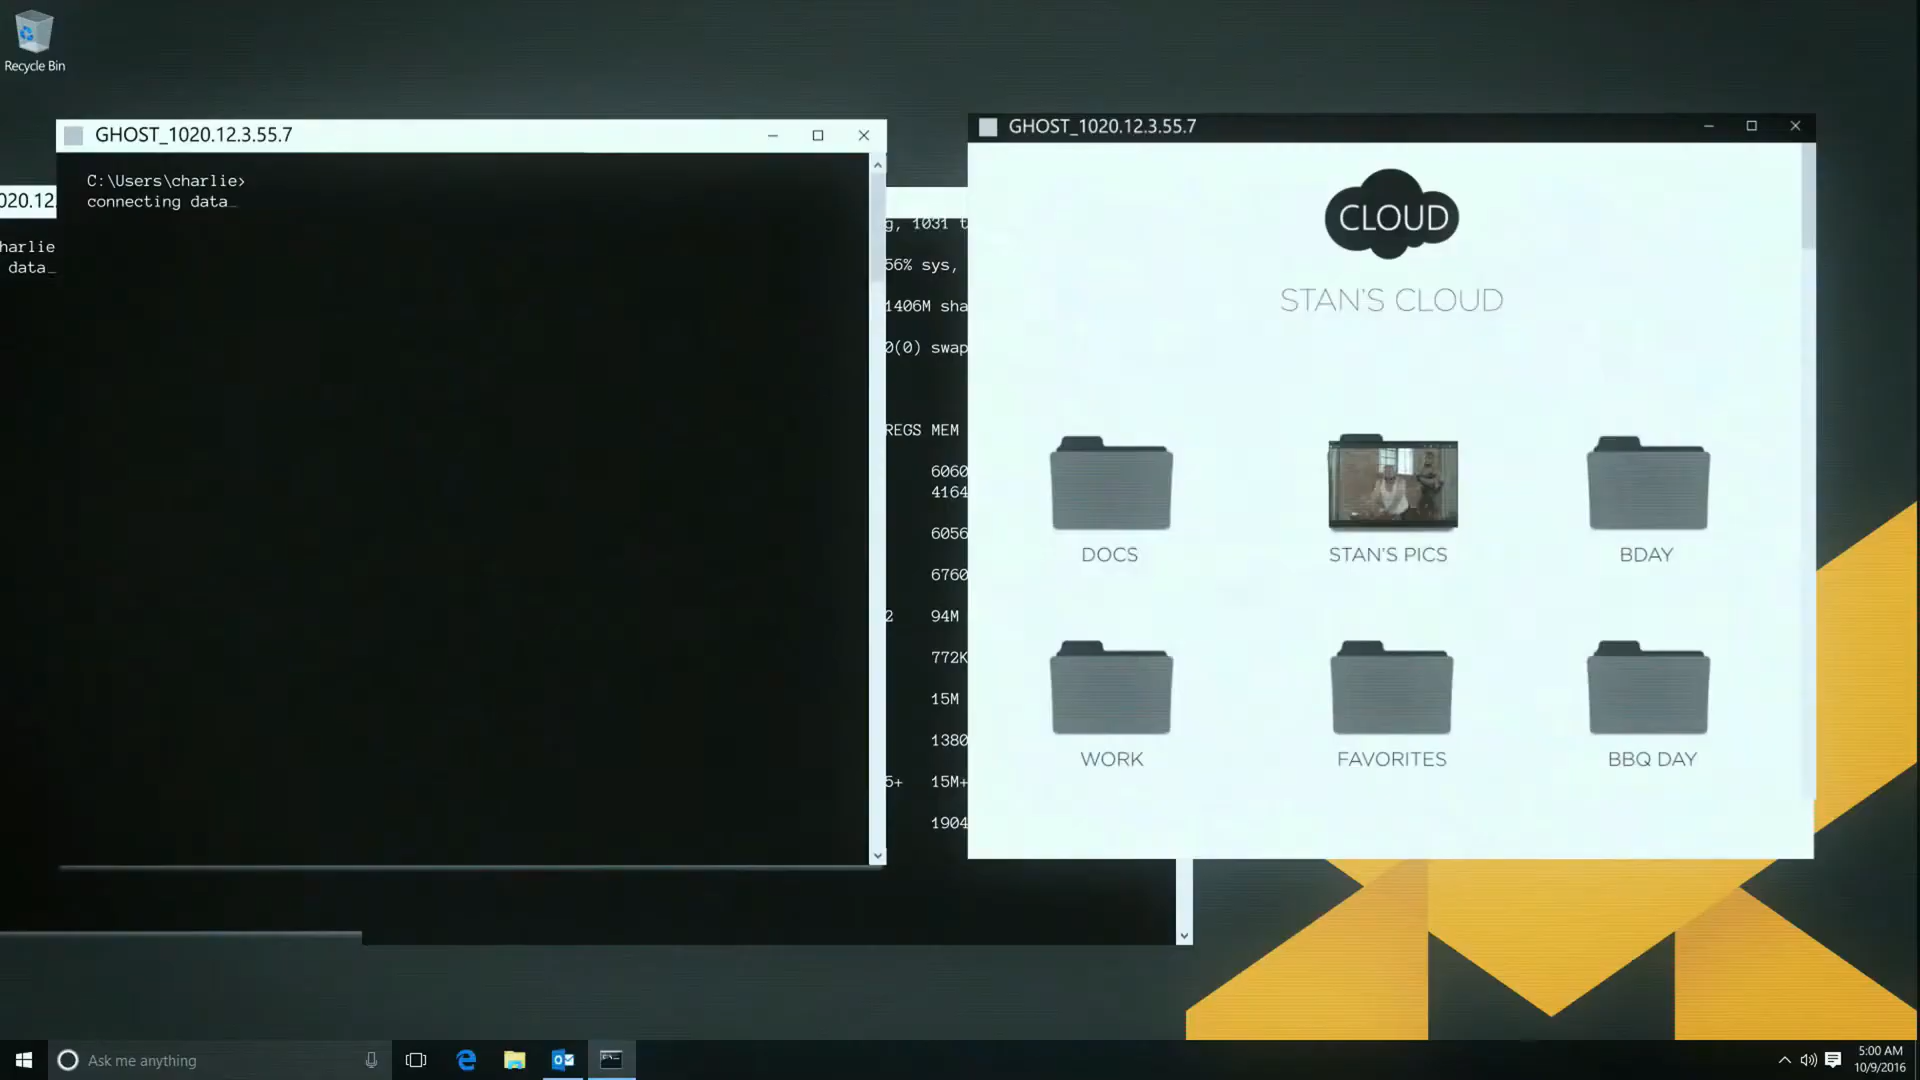 Recycle Bin
GHOST_1020.12.3.55.7
C:\Users\charlie>
connecting data_
020.12.
harlie
data_
g, 1031 t
56% sys,
1406M sha
0(0) swap
REGS MEM
6060
4164
6056
6760
2 94M
772K
15M
1380
5+ 15M+
1904
GHOST_1020.12.3.55.7
CLOUD
STAN'S CLOUD
DOCS
STAN'S PICS
BDAY
WORK
FAVORITES
BBQ DAY
Ask me anything
5:00 AM
10/9/2016